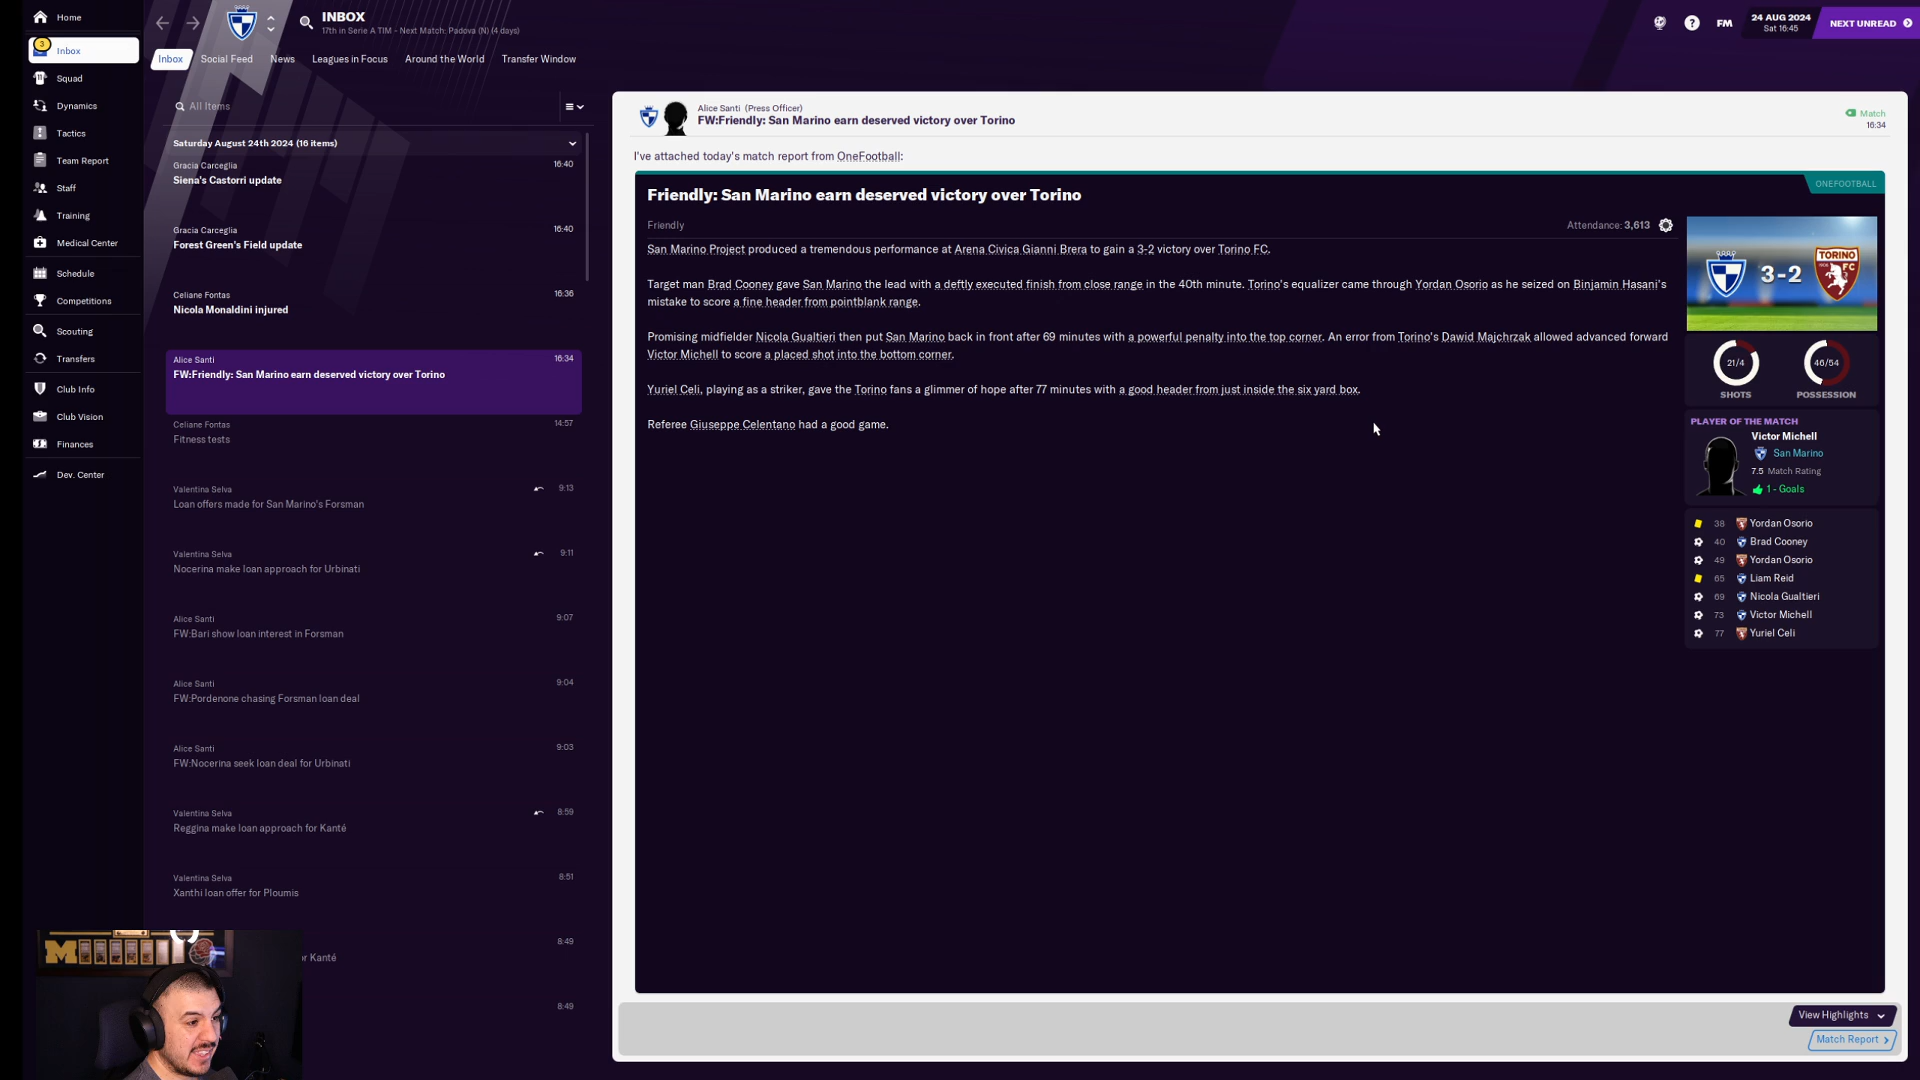 Home
3
Inbox
Squad
Dynamics
Tactics
Team Report
Staff
Training
Medical Center
Schedule
Competitions
Scouting
Transfers
Club Info
Club Vision
Finances
Dev. Center
INBOX
17th in Serie A TIM - Next Match: Padova (N) (4 days)
FM
24 AUG 2024
Sat 16:45
NEXT UNREAD
Inbox
Social Feed
News
Leagues in Focus
Around the World
Transfer Window
All Items
Saturday August 24th 2024 (16 items)
Gracia Carceglia 16:40
Siena's Castorri update
Gracia Carceglia 16:40
Forest Green's Field update
Celiane Fontas 16:36
Nicola Monaldini injured
Alice Santi 16:34
FW:Friendly: San Marino earn deserved victory over Torino
Celiane Fontas 14:57
Fitness tests
Valentina Selva 9:13
Loan offers made for San Marino's Forsman
Valentina Selva 9:11
Nocerina make loan approach for Urbinati
Alice Santi 9:07
FW:Bari show loan interest in Forsman
Alice Santi 9:04
FW:Pordenone chasing Forsman loan deal
Alice Santi 9:03
FW:Nocerina seek loan deal for Urbinati
Valentina Selva 8:59
Reggina make loan approach for Kanté
Valentina Selva 8:51
Xanthi loan offer for Ploumis
8:49
or Kanté
8:49
M
Alice Santi (Press Officer)
FW:Friendly: San Marino earn deserved victory over Torino
Match
16:34
I've attached today's match report from OneFootball:
ONEFOOTBALL
Friendly: San Marino earn deserved victory over Torino
Friendly
Attendance: 3,613
San Marino Project produced a tremendous performance at Arena Civica Gianni Brera to gain a 3-2 victory over Torino FC.
Target man Brad Cooney gave San Marino the lead with a deftly executed finish from close range in the 40th minute. Torino's equalizer came through Yordan Osorio as he seized on Binjamin Hasani's
mistake to score a fine header from pointblank range.
Promising midfielder Nicola Gualtieri then put San Marino back in front after 69 minutes with a powerful penalty into the top corner. An error from Torino's Dawid Majchrzak allowed advanced forward
Victor Michell to score a placed shot into the bottom corner.
Yuriel Celi, playing as a striker, gave the Torino fans a glimmer of hope after 77 minutes with a good header from just inside the six yard box.
Referee Giuseppe Celentano had a good game.
3-2
TORINO
FC
21/4
SHOTS
46/54
POSSESSION
PLAYER OF THE MATCH
Victor Michell
San Marino
7.5 Match Rating
1 - Goals
38 Yordan Osorio
40 Brad Cooney
49 Yordan Osorio
65 Liam Reid
69 Nicola Gualtieri
73 Victor Michell
77 Yuriel Celi
View Highlights
Match Report